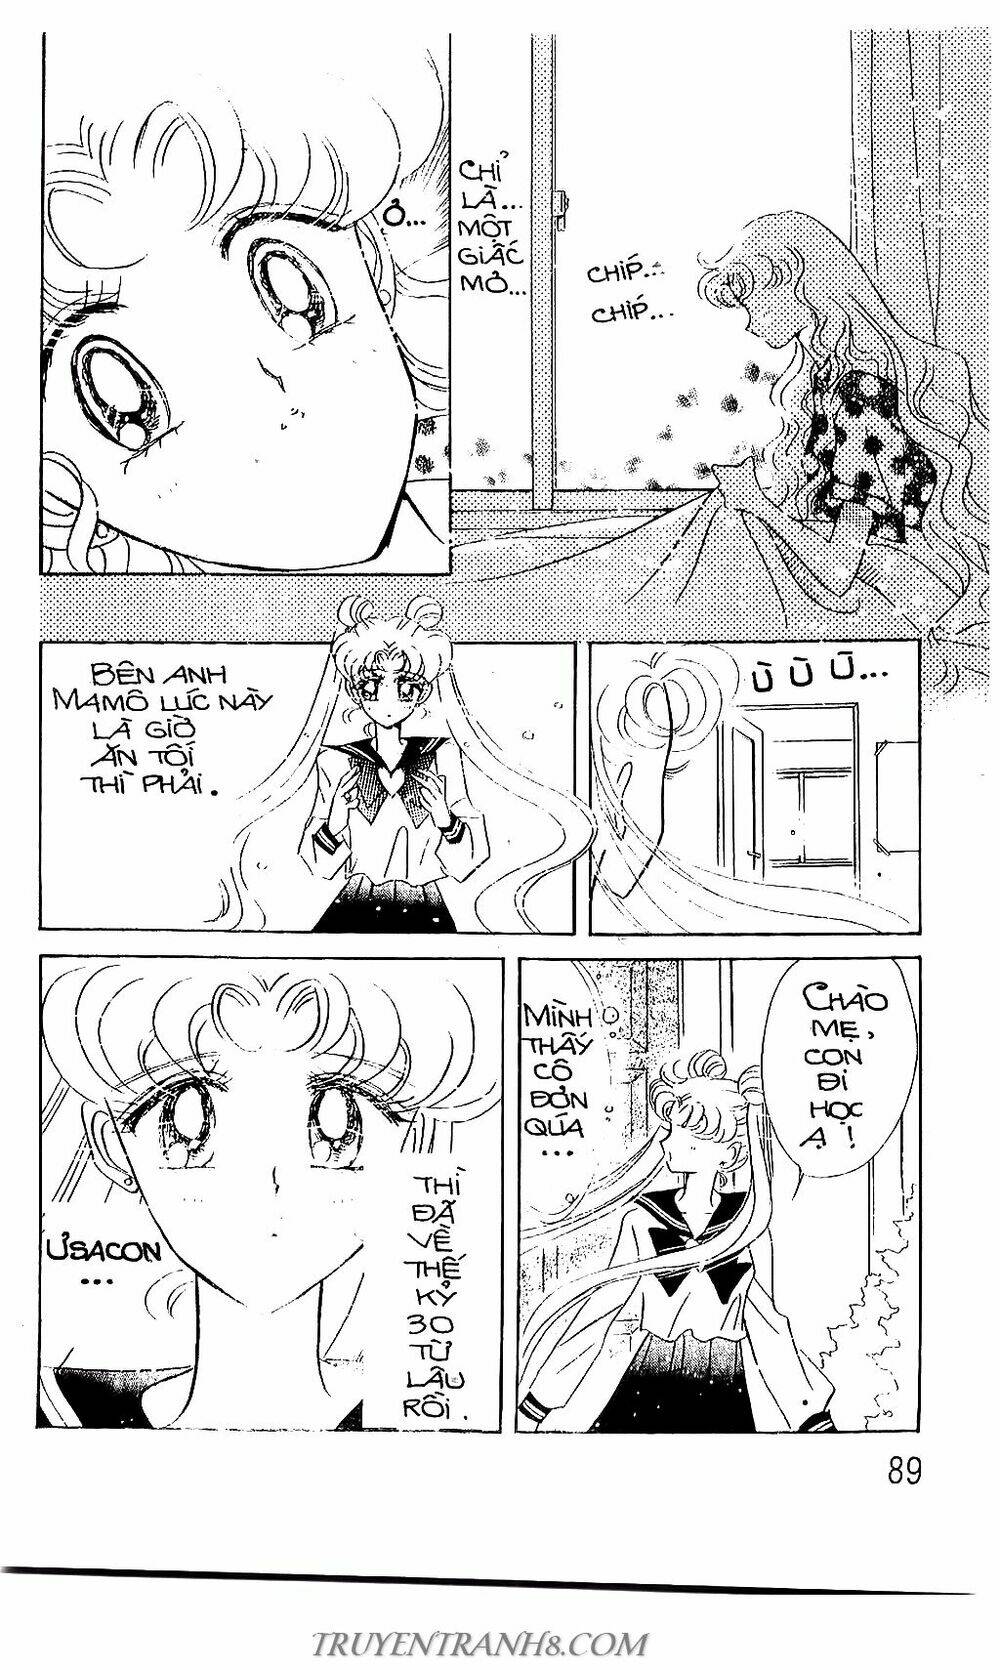 CHÍP...
CHÍP...
CHỈ
LÀ...
MỘT
GIẤC
MƠ...
Ở...
Ù Ù Ũ...
BÊN ANH
MAMÔ LÚC NÀY
LÀ GIỜ
ĂN TỐI
THÌ PHẢI.
CHÀO
MẸ,
CON
ĐI
HỌC
Ạ!
MÌNH
THẤY
CÔ
ĐƠN
QÚA
...
THÌ
ĐÃ
VỀ
THẾ
KỶ
30
TỪ
LÂU
RỒI.
ƯSACON
...
89
TRUYENTRANH8.COM